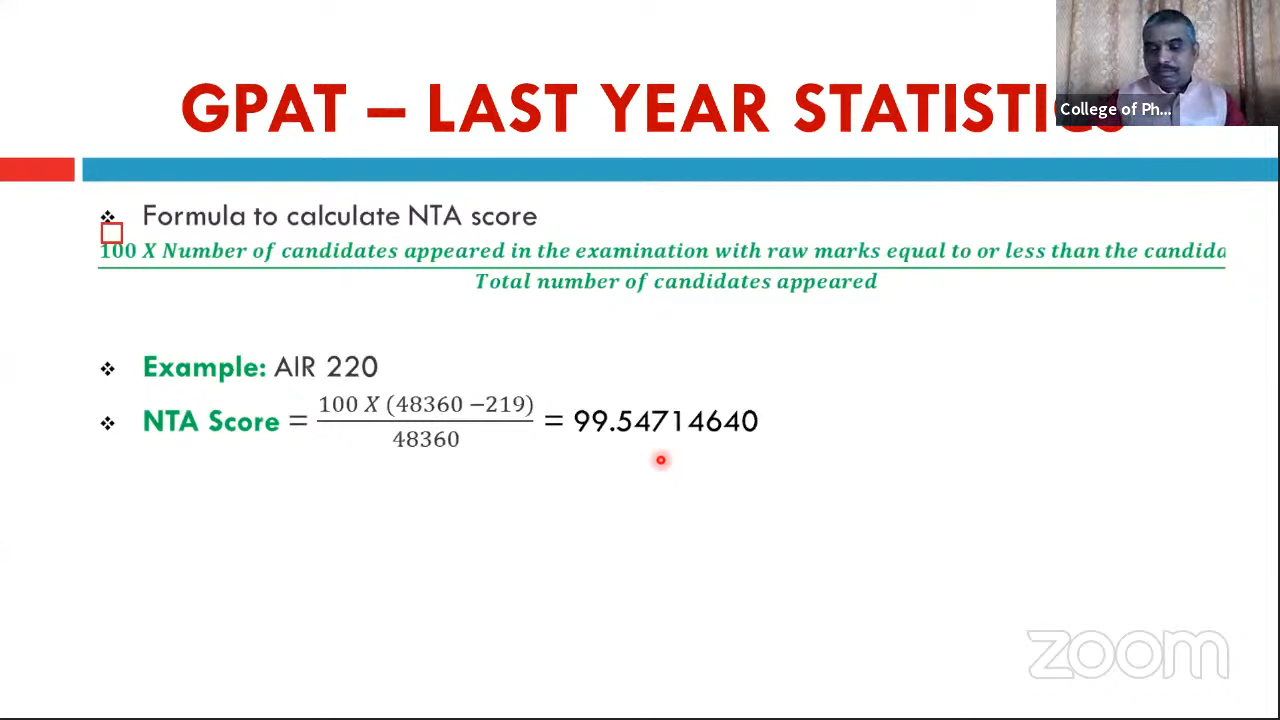 GPAT – LAST YEAR STATISTICS
College of Ph...
❖ Formula to calculate NTA score
100 X Number of candidates appeared in the examination with raw marks equal to or less than the candida
Total number of candidates appeared
❖ Example: AIR 220
❖ NTA Score = 100 X (48360 −219) / 48360 = 99.54714640
zoom